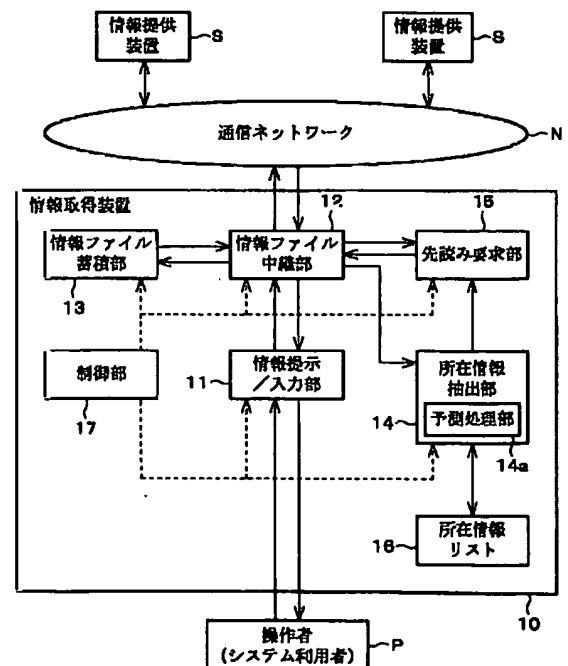 情報提供
装置
S
情報提供
装置
S
通信ネットワーク
N
情報取得装置
12
15
情報ファイル
蓄積部
情報ファイル
中継部
先読み要求部
13
制御部
17
11
情報提示
/入力部
所在情報
抽出部
14
予測処理部
14a
16
所在情報
リスト
10
操作者
(システム利用者)
P